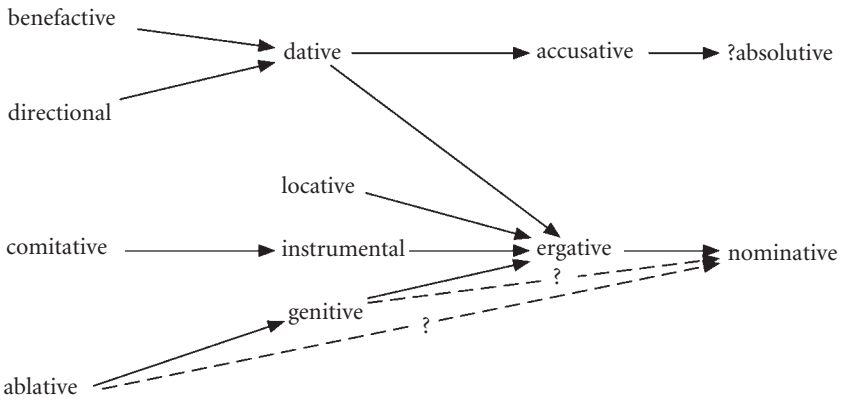 benefactive
dative accusative ?absolutive
directional
locative
comitative instrumental ergative nominative
?
genitive
?
ablative